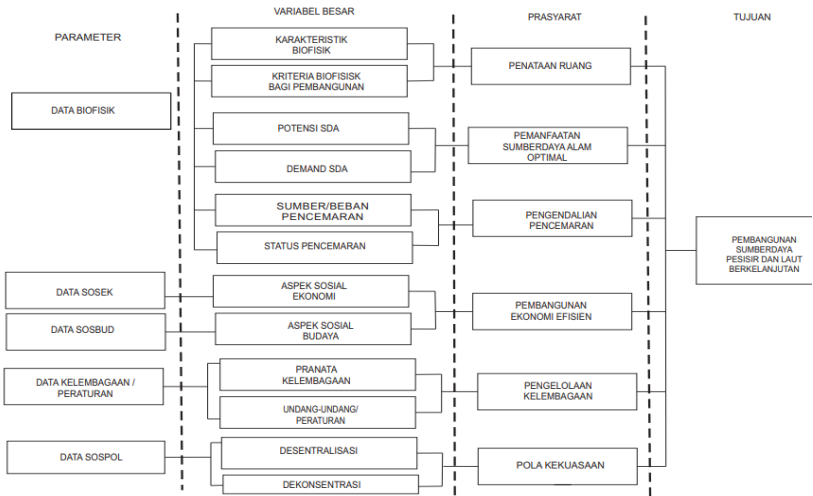 PARAMETER
VARIABEL BESAR
PRASYARAT
TUJUAN
DATA BIOFISIK
KARAKTERISTIK
BIOFISIK
KRITERIA BIOFISISK
BAGI PEMBANGUNAN
PENATAAN RUANG
POTENSI SDA
DEMAND SDA
PEMANFAATAN
SUMBERDAYA ALAM
OPTIMAL
SUMBER/BEBAN
PENCEMARAN
STATUS PENCEMARAN
PENGENDALIAN
PENCEMARAN
PEMBANGUNAN
SUMBERDAYA
PESISIR DAN LAUT
BERKELANJUTAN
DATA SOSEK
ASPEK SOSIAL
EKONOMI
DATA SOSBUD
ASPEK SOSIAL
BUDAYA
PEMBANGUNAN
EKONOMI EFISIEN
DATA KELEMBAGAAN /
PERATURAN
PRANATA
KELEMBAGAAN
UNDANG-UNDANG/
PERATURAN
PENGELOLAAN
KELEMBAGAAN
DATA SOSPOL
DESENTRALISASI
DEKONSENTRASI
POLA KEKUASAAN